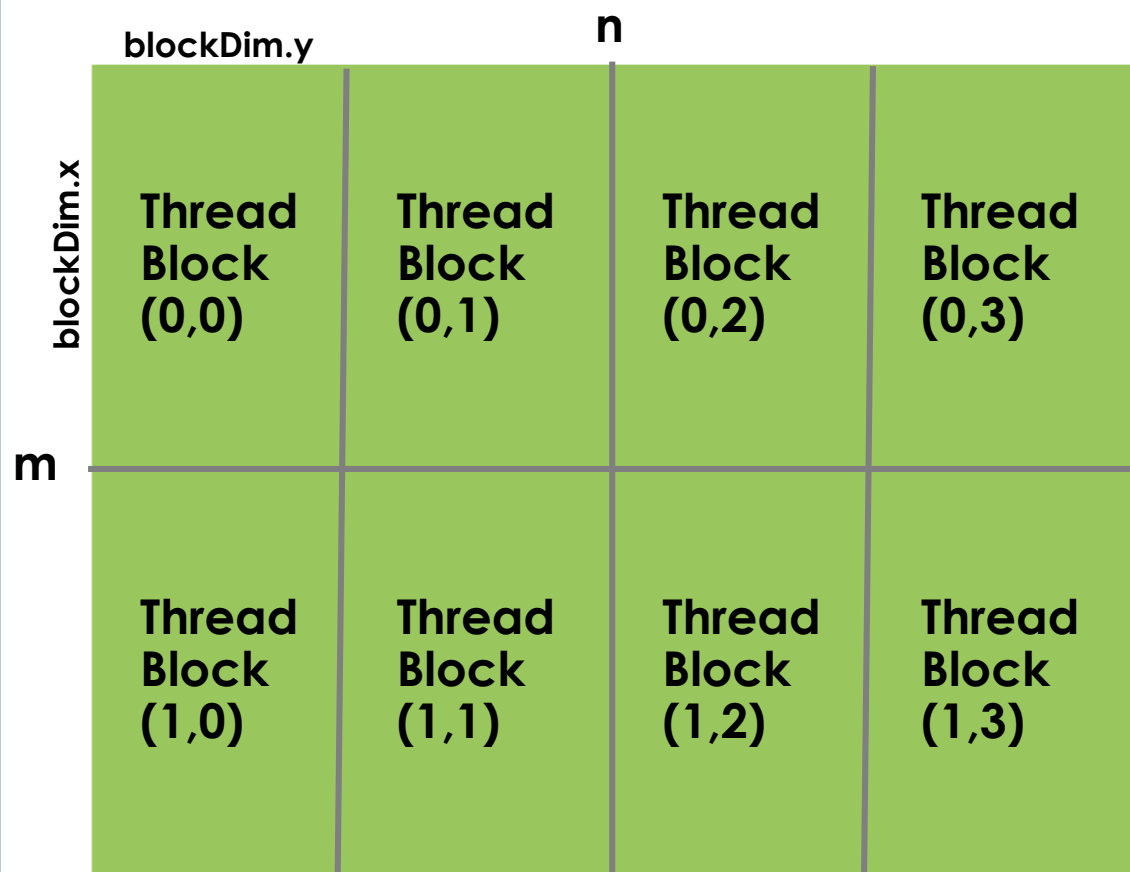 n
blockDim.y
blockDim.x
Thread
Block
(0,0)
Thread
Block
(0,1)
Thread
Block
(0,2)
Thread
Block
(0,3)
m
Thread
Block
(1,0)
Thread
Block
(1,1)
Thread
Block
(1,2)
Thread
Block
(1,3)